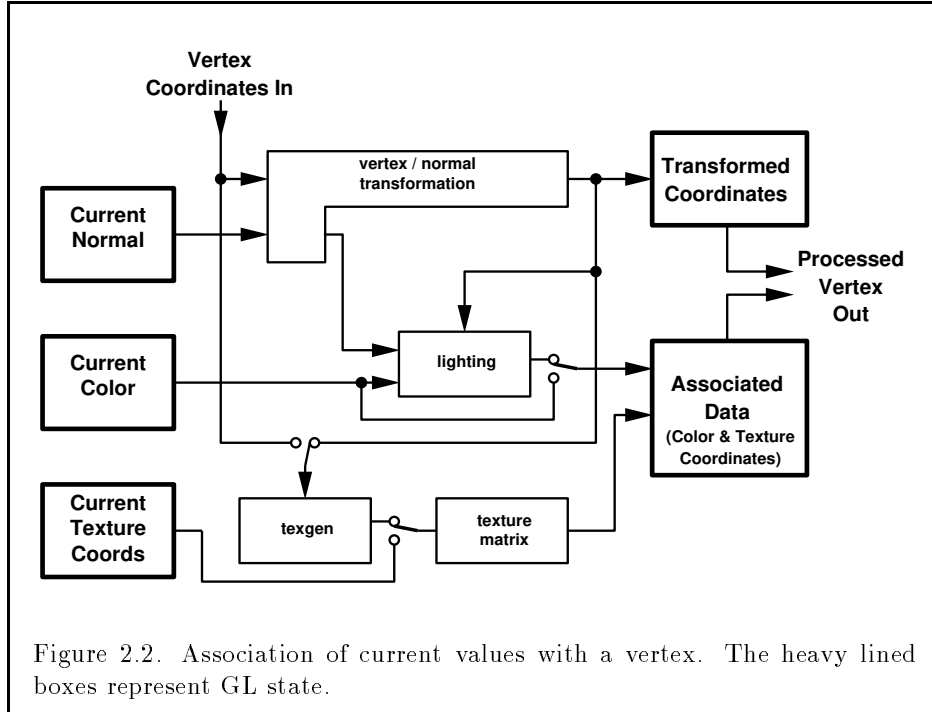 Vertex
Coordinates In
vertex / normal
transformation
Transformed
Coordinates
Current
Normal
Processed
Vertex
Out
Current
Color
lighting
Associated
Data
(Color & Texture
Coordinates)
Current
Texture
Coords
texgen
texture
matrix
Figure 2.2. Association of current values with a vertex. The heavy lined
boxes represent GL state.